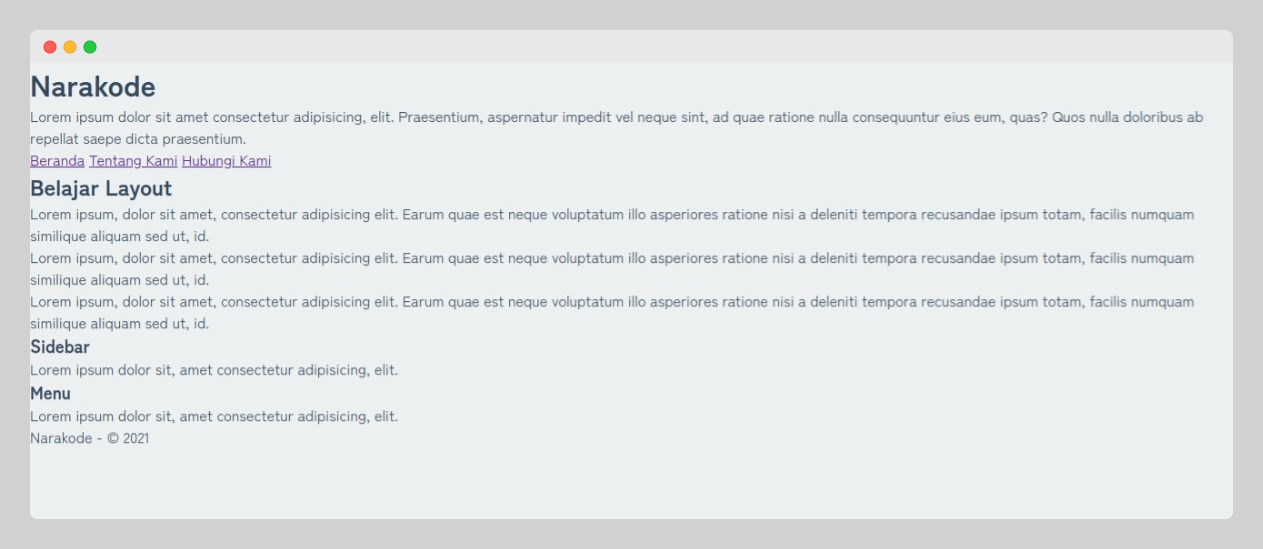 Narakode
Lorem ipsum dolor sit amet consectetur adipisicing, elit. Praesentium, aspernatur impedit vel neque sint, ad quae ratione nulla consequuntur eius eum, quas? Quos nulla doloribus ab
repellat saepe dicta praesentium.
Beranda Tentang Kami Hubungi Kami
Belajar Layout
Lorem ipsum, dolor sit amet, consectetur adipisicing elit. Earum quae est neque voluptatum illo asperiores ratione nisi a deleniti tempora recusandae ipsum totam, facilis numquam
similique aliquam sed ut, id.
Lorem ipsum, dolor sit amet, consectetur adipisicing elit. Earum quae est neque voluptatum illo asperiores ratione nisi a deleniti tempora recusandae ipsum totam, facilis numquam
similique aliquam sed ut, id.
Lorem ipsum, dolor sit amet, consectetur adipisicing elit. Earum quae est neque voluptatum illo asperiores ratione nisi a deleniti tempora recusandae ipsum totam, facilis numquam
similique aliquam sed ut, id.
Sidebar
Lorem ipsum dolor sit, amet consectetur adipisicing, elit.
Menu
Lorem ipsum dolor sit, amet consectetur adipisicing, elit.
Narakode - © 2021